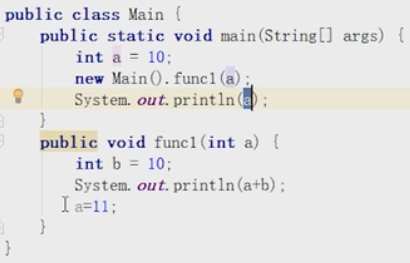 public class Main {
    public static void main(String[] args) {
        int a = 10;
        new Main().func1(a);
        System.out.println(a);
    }
    public void func1(int a) {
        int b = 10;
        System.out.println(a+b);
        a=11;
    }
}